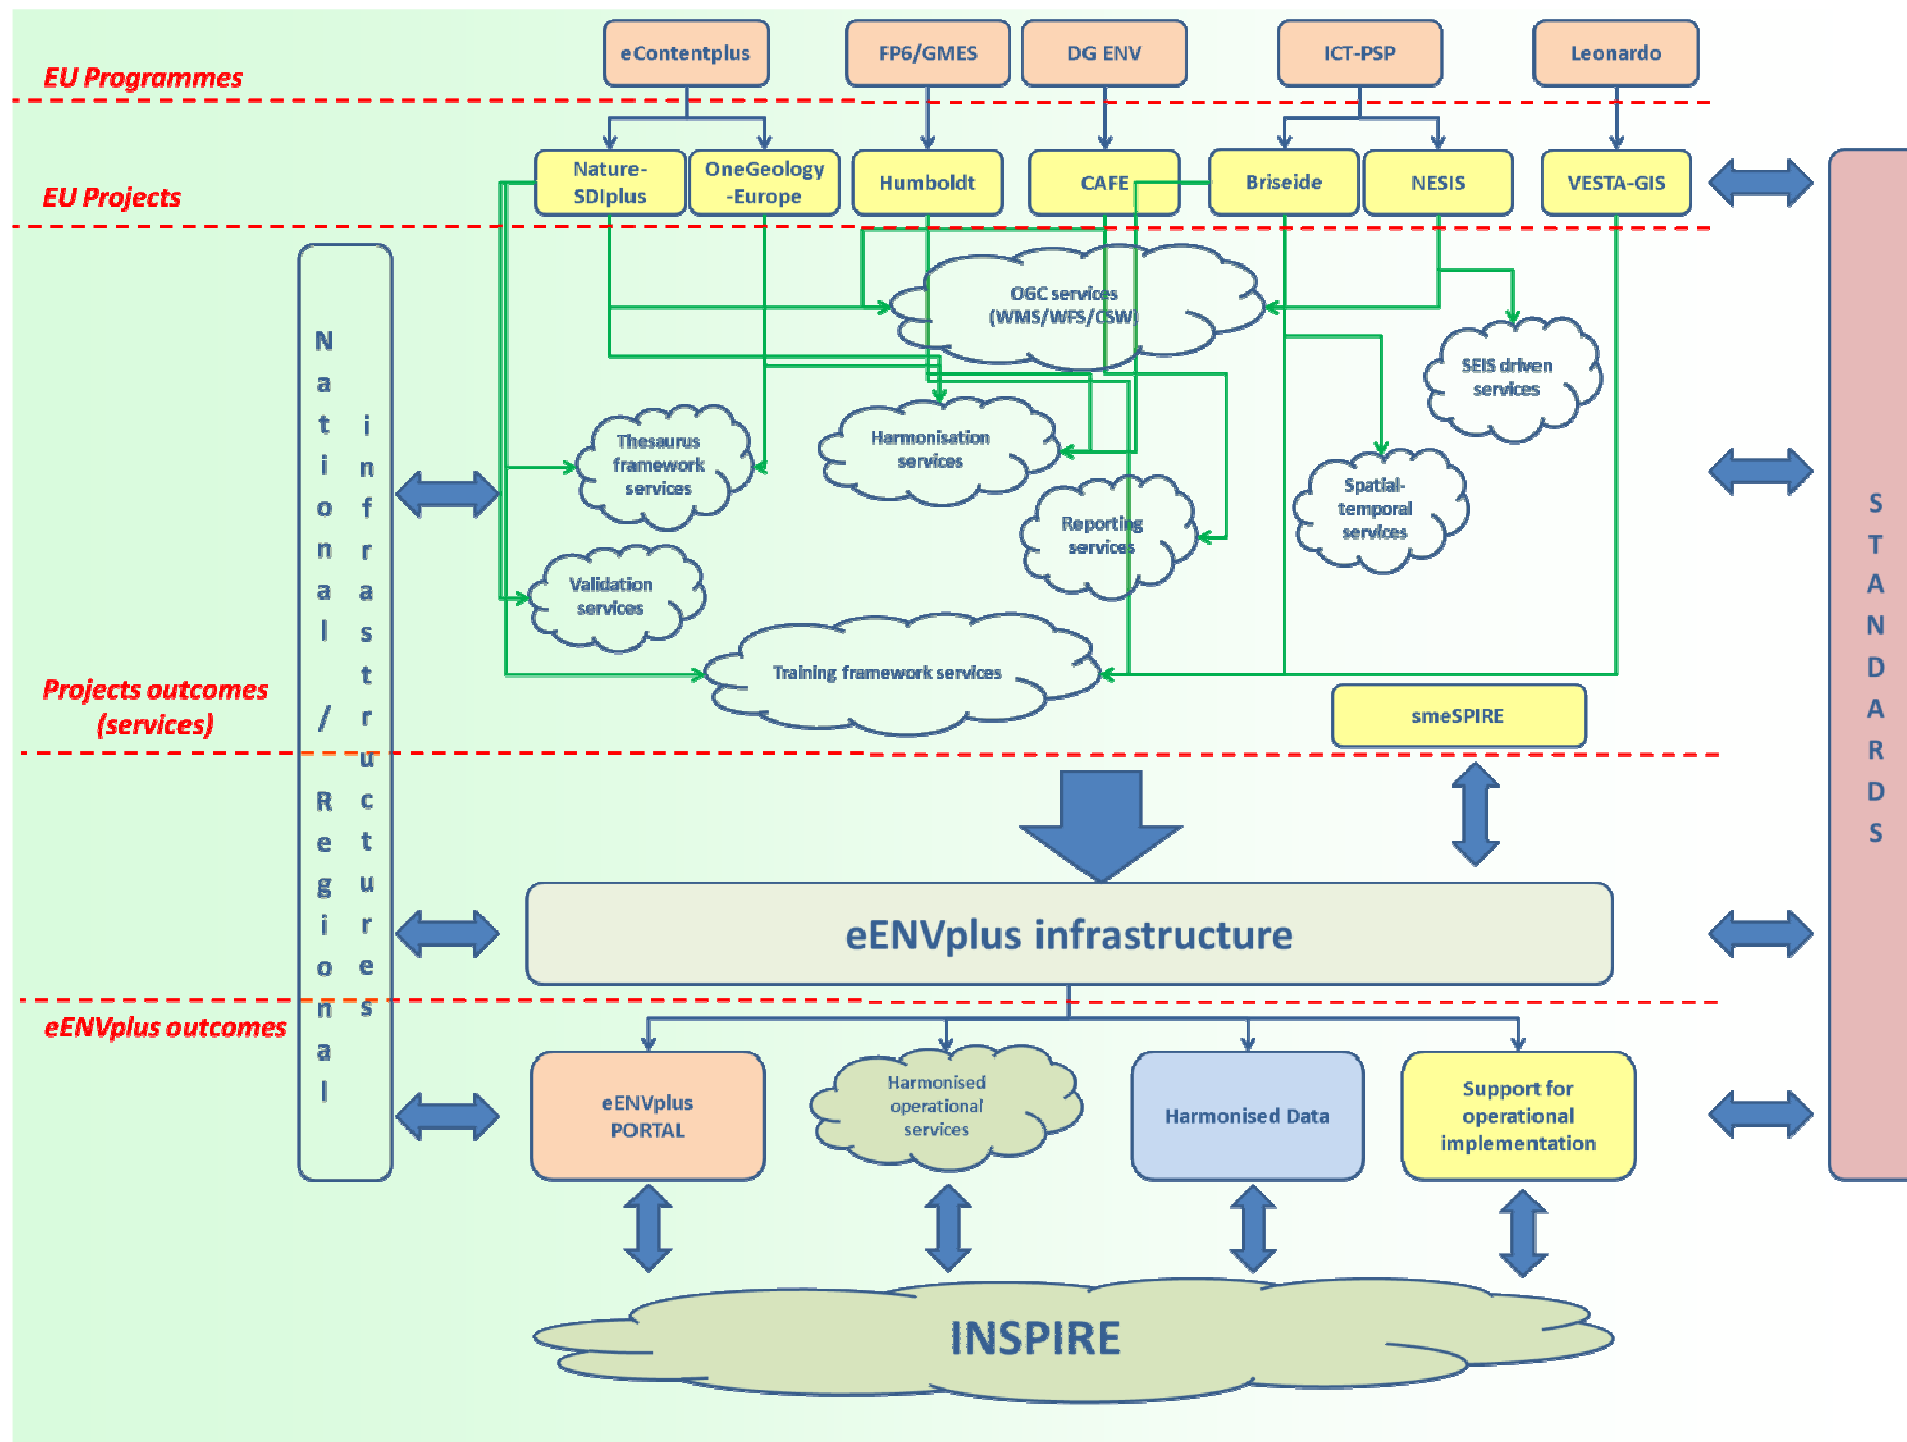 eContentplus
FP6/GMES
DG ENV
ICT-PSP
Leonardo
EU Programmes
Nature-
SDIplus
OneGeology
-Europe
Humboldt
CAFE
Briseide
NESIS
VESTA-GIS
EU Projects
OGC services
(WMS/WFS/CSW)
SEIS driven
services
Thesaurus
framework
services
Harmonisation
services
Spatial-
temporal
services
Reporting
services
Validation
services
Training framework services
Projects outcomes
(services)
smeSPIRE
National / Regional
infrastructures
STANDARDS
eENVplus infrastructure
eENVplus outcomes
eENVplus
PORTAL
Harmonised
operational
services
Harmonised Data
Support for
operational
implementation
INSPIRE